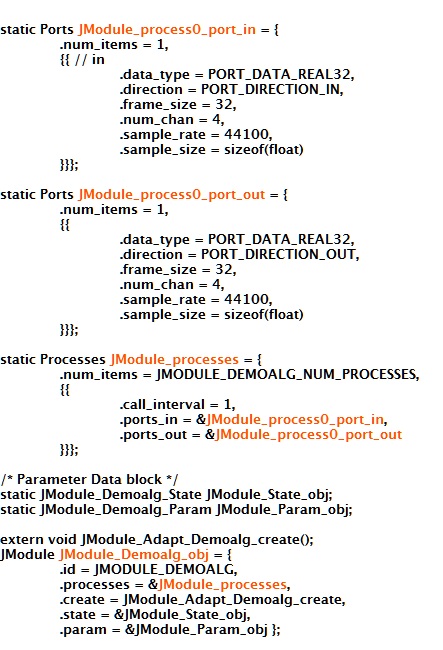 static Ports JModule_process0_port_in = {
.num_items = 1,
{{ // in
.data_type = PORT_DATA_REAL32,
.direction = PORT_DIRECTION_IN,
.frame_size = 32,
.num_chan = 4,
.sample_rate = 44100,
.sample_size = sizeof(float)
}}};
static Ports JModule_process0_port_out = {
.num_items = 1,
{{
.data_type = PORT_DATA_REAL32,
.direction = PORT_DIRECTION_OUT,
.frame_size = 32,
.num_chan = 4,
.sample_rate = 44100,
.sample_size = sizeof(float)
}}};
static Processes JModule_processes = {
.num_items = JMODULE_DEMOALG_NUM_PROCESSES,
{{
.call_interval = 1,
.ports_in = &JModule_process0_port_in,
.ports_out = &JModule_process0_port_out
}}};
/* Parameter Data block */
static JModule_Demoalg_State JModule_State_obj;
static JModule_Demoalg_Param JModule_Param_obj;
extern void JModule_Adapt_Demoalg_create();
JModule JModule_Demoalg_obj = {
.id = JMODULE_DEMOALG,
.processes = &JModule_processes,
.create = JModule_Adapt_Demoalg_create,
.state = &JModule_State_obj,
.param = &JModule_Param_obj };